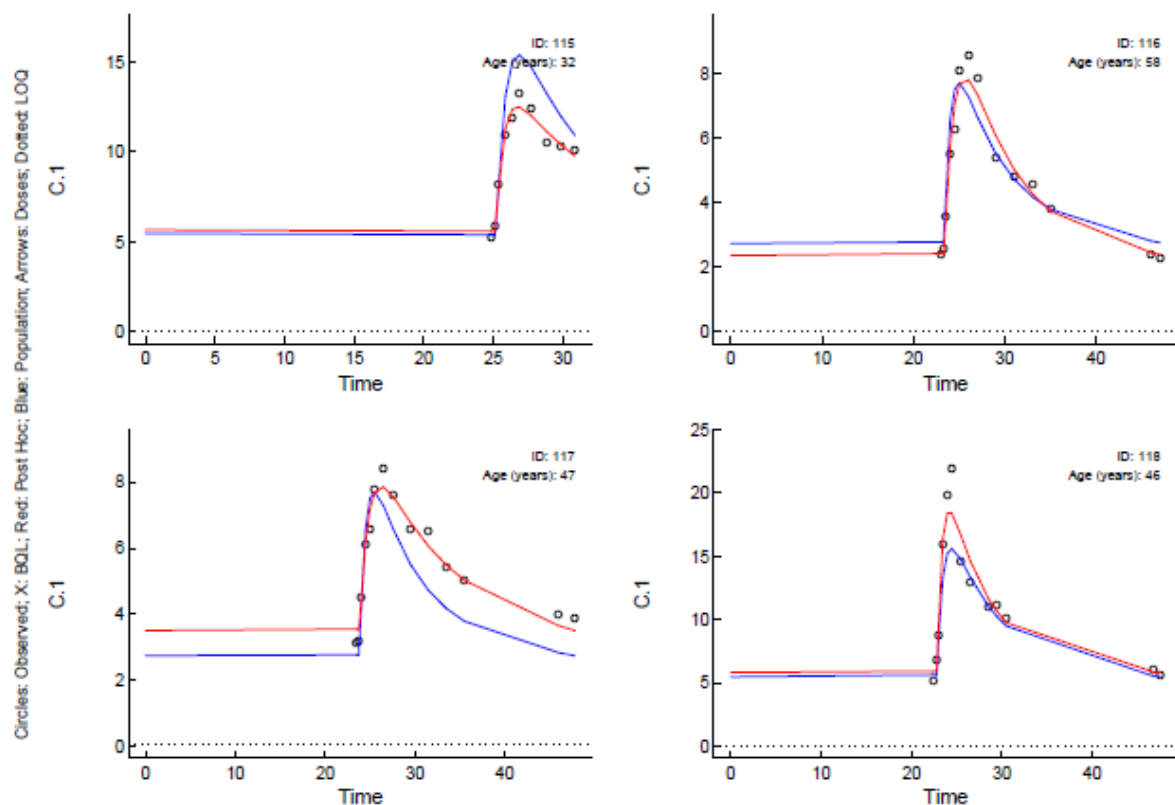 Circles: Observed; X: BQL; Red: Post Hoc; Blue: Population; Arrows: Doses; Dotted: LOQ
ID: 115
Age (years): 32
15
10
5
0
C.1
0 5 10 15 20 25 30
Time
ID: 116
Age (years): 58
8
6
4
2
0
C.1
0 10 20 30 40
Time
ID: 117
Age (years): 47
8
6
4
2
0
C.1
0 10 20 30 40
Time
ID: 118
Age (years): 46
25
20
15
10
5
0
C.1
0 10 20 30 40
Time